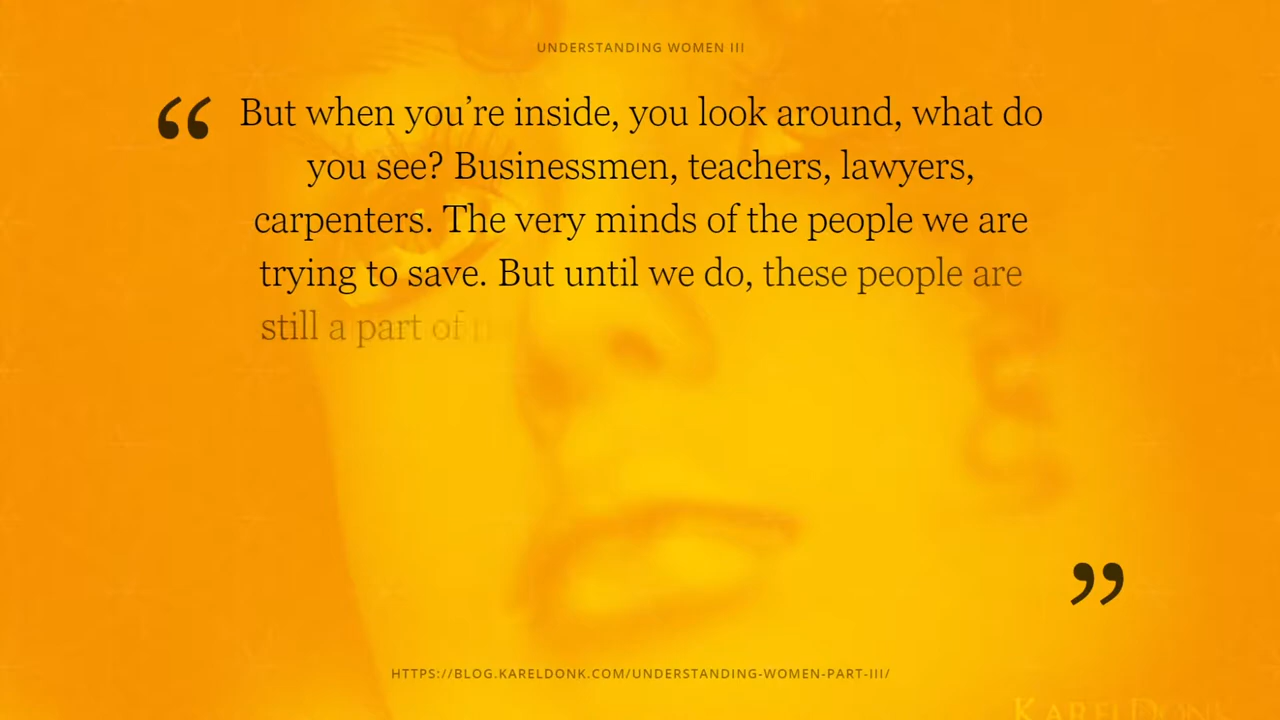 UNDERSTANDING WOMEN III
“ But when you’re inside, you look around, what do
you see? Businessmen, teachers, lawyers,
carpenters. The very minds of the people we are
trying to save. But until we do, these people are
still a part of
”
HTTPS://BLOG.KARELDONK.COM/UNDERSTANDING-WOMEN-PART-III/
KARELDONK